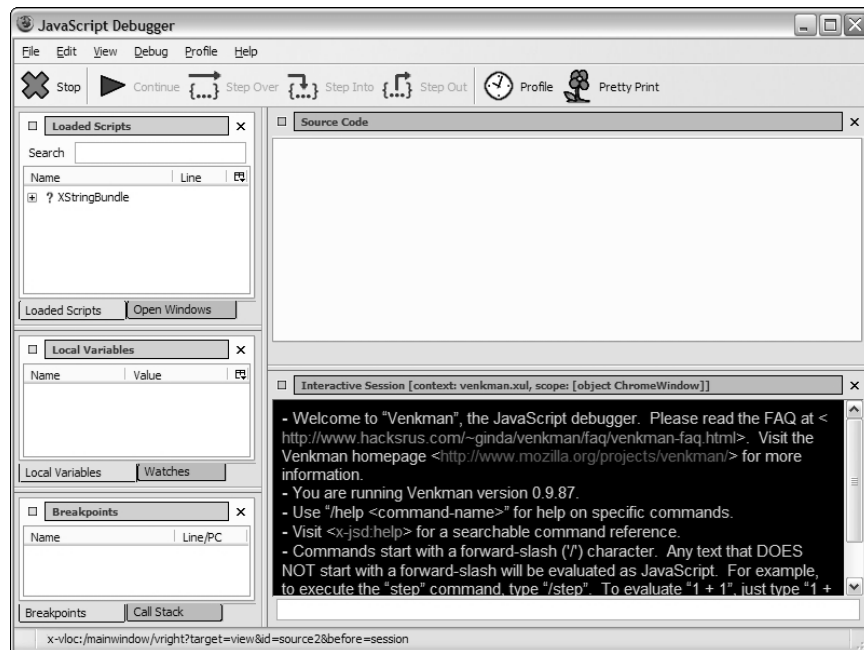 JavaScript Debugger
File Edit View Debug Profile Help
Stop Continue {...} Step Over {...} Step Into {...} Step Out Profile Pretty Print
Loaded Scripts
Search
Name Line
? XStringBundle
Loaded Scripts Open Windows
Local Variables
Name Value
Local Variables Watches
Breakpoints
Name Line/PC
Breakpoints Call Stack
Source Code
Interactive Session [context: venkman.xul, scope: [object ChromeWindow]]
- Welcome to “Venkman”, the JavaScript debugger. Please read the FAQ at <
http://www.hacksrus.com/~ginda/venkman/faq/venkman-faq.html>. Visit the
Venkman homepage <http://www.mozilla.org/projects/venkman/> for more
information.
- You are running Venkman version 0.9.87.
- Use “/help <command-name>” for help on specific commands.
- Visit <x-jsd:help> for a searchable command reference.
- Commands start with a forward-slash ('/') character. Any text that DOES
NOT start with a forward-slash will be evaluated as JavaScript. For example,
to execute the “step” command, type “/step”. To evaluate “1 + 1”, just type “1 +
x-vloc:/mainwindow/vright?target=view&id=source2&before=session